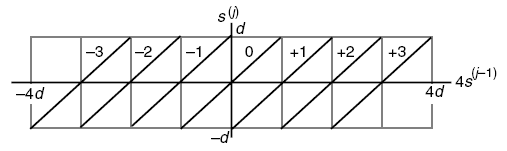 s(j)
d
–3 –2 –1 0 +1 +2 +3
–4d 4d 4s(j–1)
–d